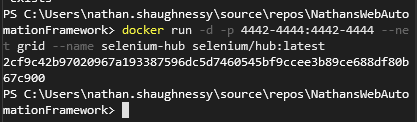 exists
PS C:\Users\nathan.shaughnessy\source\repos\NathansWebAuto
mationFramework> docker run -d -p 4442-4444:4442-4444 --ne
t grid --name selenium-hub selenium/hub:latest
2cf9c42b97020967a193387596dc5d7460545bf9ccee3b89ce688df80b
67c900
PS C:\Users\nathan.shaughnessy\source\repos\NathansWebAuto
mationFramework>